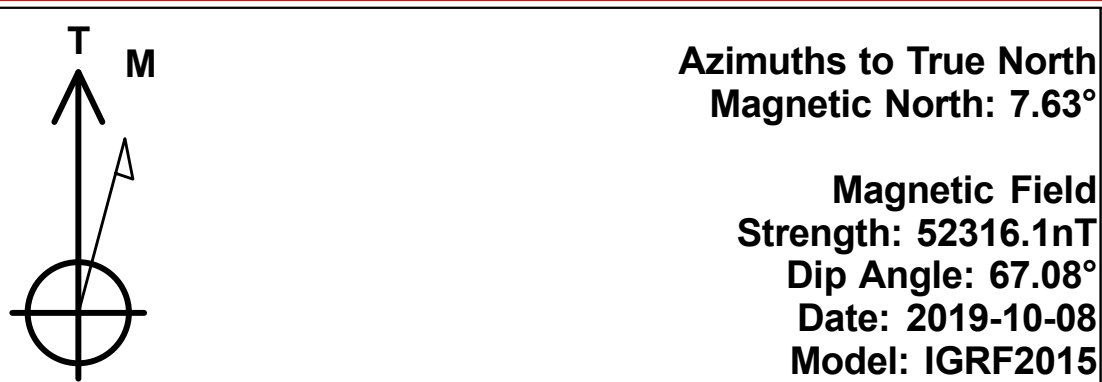 T
M
Azimuths to True North
Magnetic North: 7.63°
Magnetic Field
Strength: 52316.1nT
Dip Angle: 67.08°
Date: 2019-10-08
Model: IGRF2015